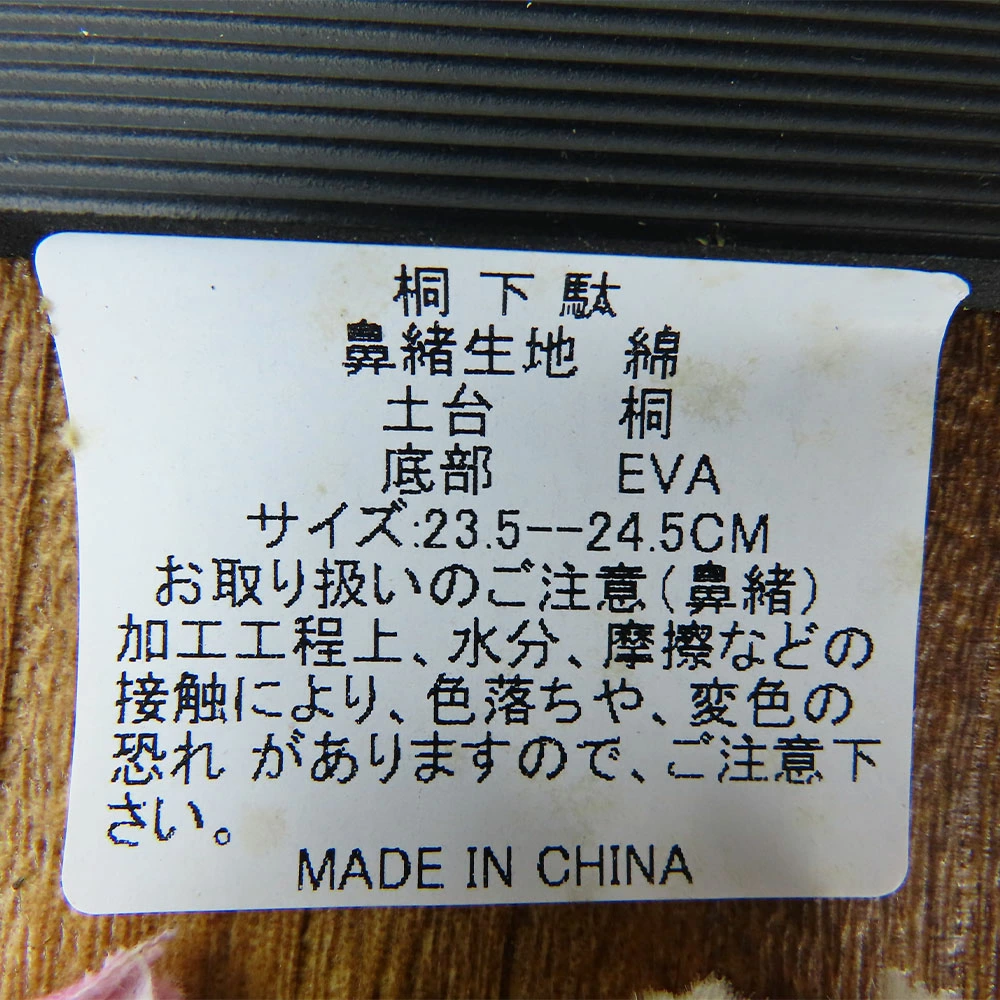 桐 下 駄
鼻緒生地　綿
土台　　桐
底部　　EVA
サイズ:23.5--24.5CM
お取り扱いのご注意(鼻緒)
加工工程上、水分、摩擦などの
接触により、色落ちや、変色の
恐れ がありますので、ご注意下
さい。
MADE IN CHINA